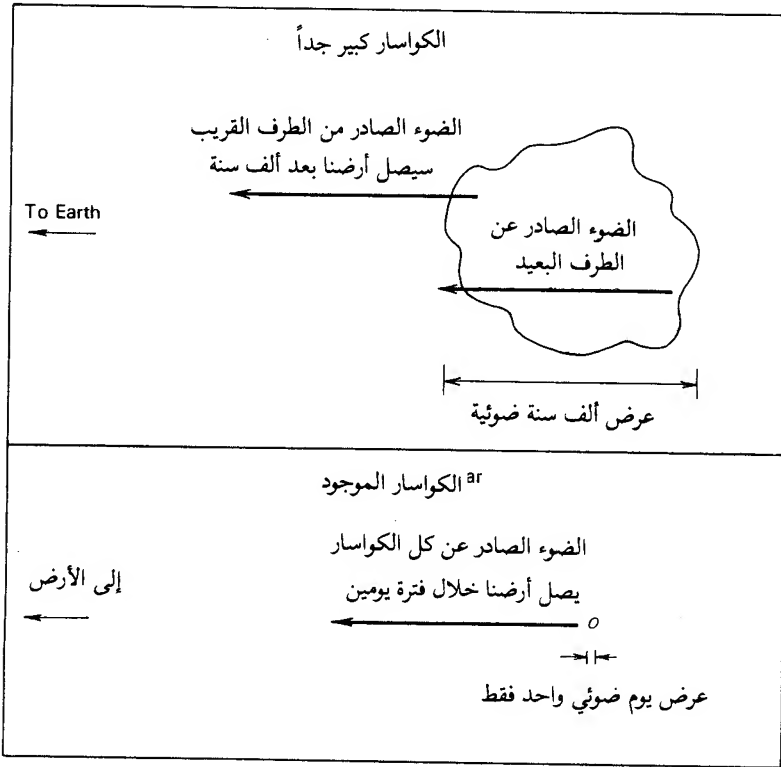 الكواسار كبير جداً
الضوء الصادر من الطرف القريب
سيصل أرضنا بعد ألف سنة
To Earth
الضوء الصادر عن
الطرف البعيد
عرض ألف سنة ضوئية
الكواسار الموجود ar
الضوء الصادر عن كل الكواسار
يصل أرضنا خلال فترة يومين
إلى الأرض
عرض يوم ضوئي واحد فقط